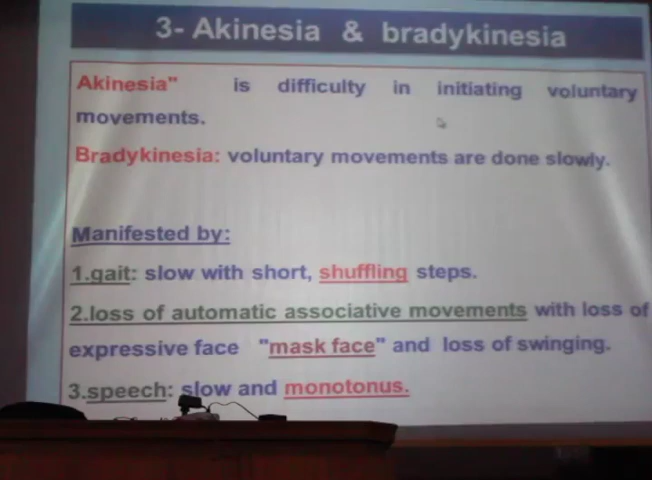 3- Akinesia & bradykinesia
Akinesia" is difficulty in initiating voluntary
movements.
Bradykinesia: voluntary movements are done slowly.
Manifested by:
1.gait: slow with short, shuffling steps.
2.loss of automatic associative movements with loss of
expressive face "mask face" and loss of swinging.
3.speech: slow and monotonus.